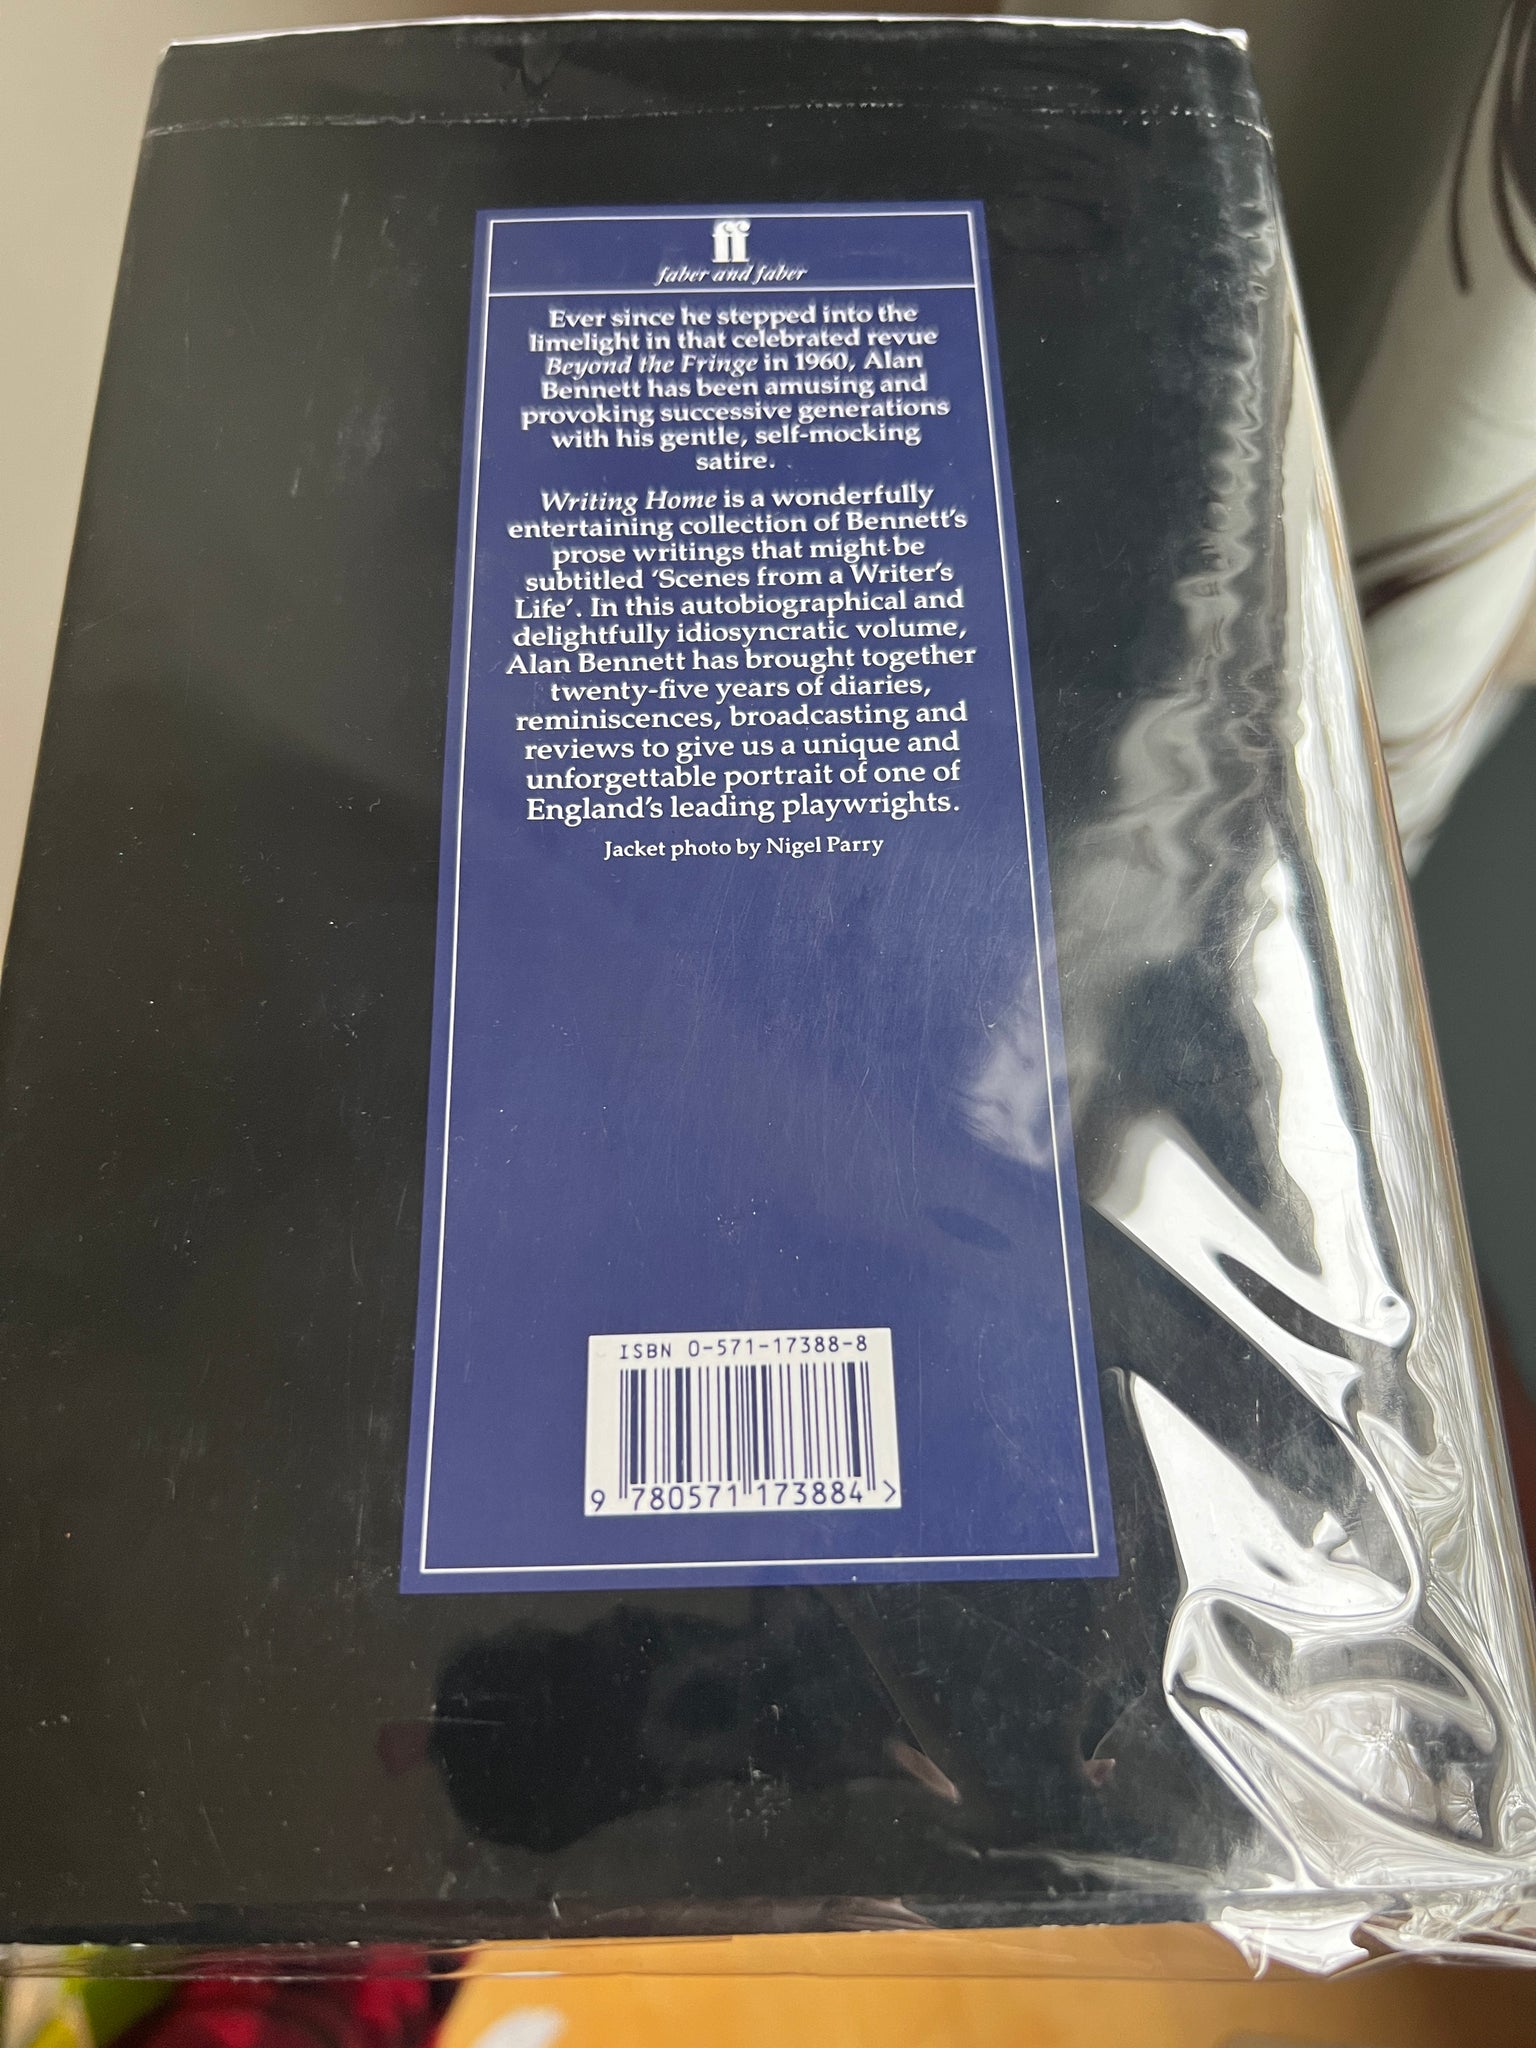 ff
faber and faber
Ever since he stepped into the
limelight in that celebrated revue
Beyond the Fringe in 1960, Alan
Bennett has been amusing and
provoking successive generations
with his gentle, self-mocking
satire.
Writing Home is a wonderfully
entertaining collection of Bennett's
prose writings that might be
subtitled 'Scenes from a Writer's
Life'. In this autobiographical and
delightfully idiosyncratic volume,
Alan Bennett has brought together
twenty-five years of diaries,
reminiscences, broadcasting and
reviews to give us a unique and
unforgettable portrait of one of
England's leading playwrights.
Jacket photo by Nigel Parry
ISBN 0-571-17388-8
9 780571 173884 >